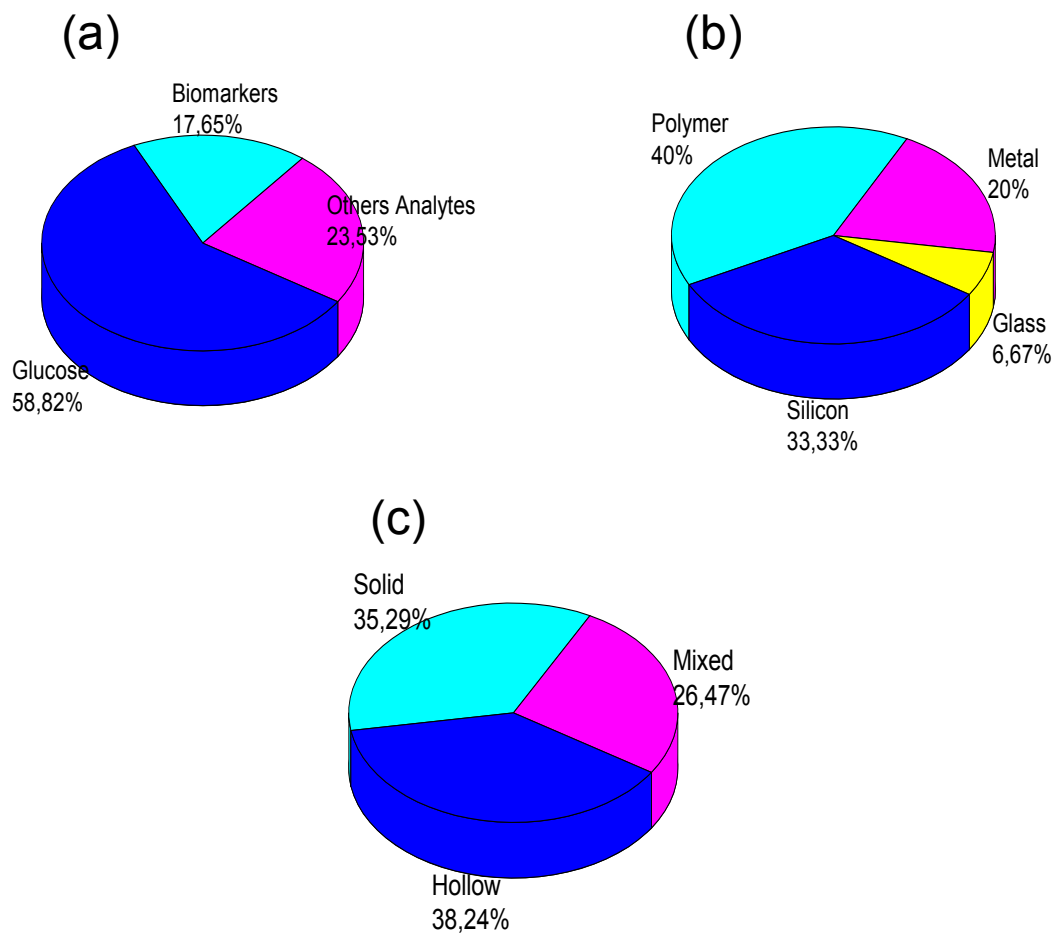 (a)
Biomarkers
17,65%
Others Analytes
23,53%
Glucose
58,82%
(b)
Polymer
40%
Metal
20%
Glass
6,67%
Silicon
33,33%
(c)
Solid
35,29%
Mixed
26,47%
Hollow
38,24%